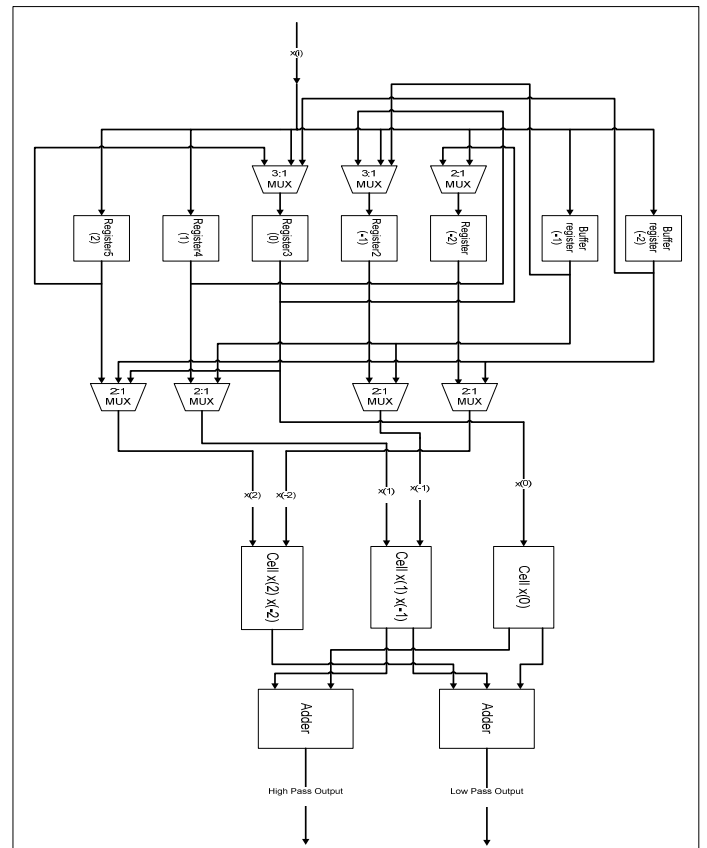 x(i)
3:1
MUX
3:1
MUX
2:1
MUX
Register5
(2)
Register4
(1)
Register3
(0)
Register2
(-1)
Register
(-2)
Buffer
register
(-1)
Buffer
register
(-2)
2:1
MUX
2:1
MUX
2:1
MUX
2:1
MUX
x(2)
x(-2)
x(1)
x(-1)
x(0)
Cell x(2) x(-2)
Cell x(1) x(-1)
Cell x(0)
Adder
Adder
High Pass Output
Low Pass Output